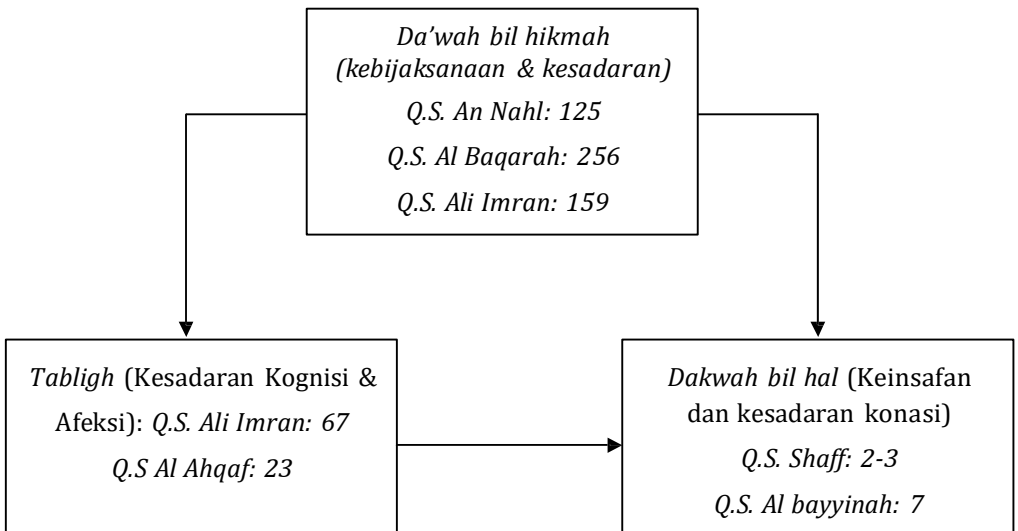 Da’wah bil hikmah
(kebijaksanaan & kesadaran)
Q.S. An Nahl: 125
Q.S. Al Baqarah: 256
Q.S. Ali Imran: 159
Tabligh (Kesadaran Kognisi &
Afeksi): Q.S. Ali Imran: 67
Q.S Al Ahqaf: 23
Dakwah bil hal (Keinsafan
dan kesadaran konasi)
Q.S. Shaff: 2-3
Q.S. Al bayyinah: 7